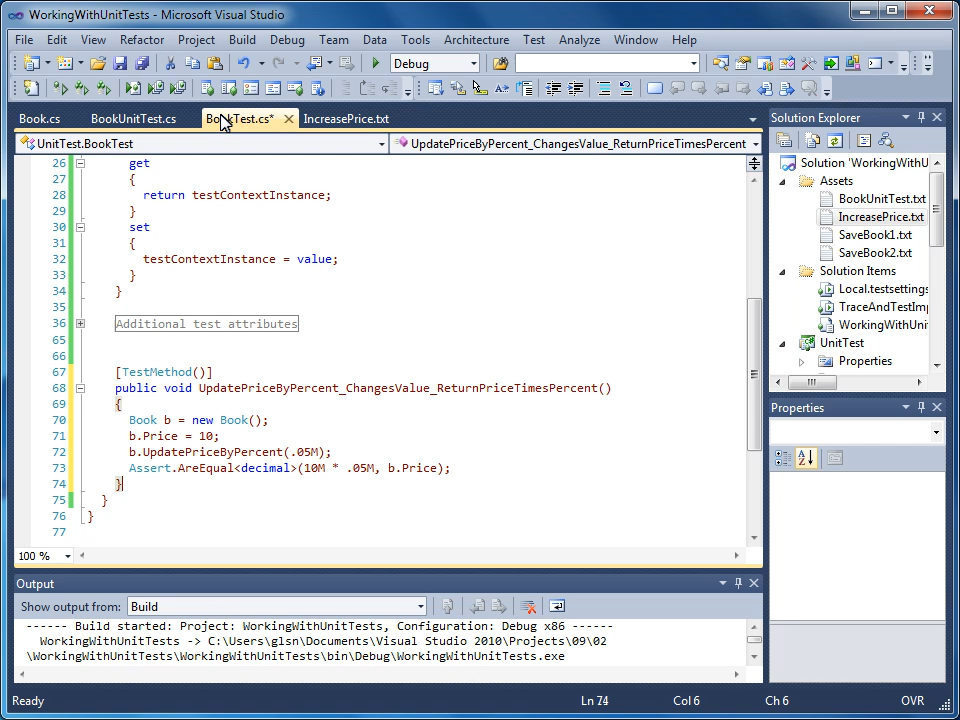 WorkingWithUnitTests - Microsoft Visual Studio
File Edit View Refactor Project Build Debug Team Data Tools Architecture Test Analyze Window Help
Debug
Book.cs BookUnitTest.cs BookTest.cs* IncreasePrice.txt
UnitTest.BookTest UpdatePriceByPercent_ChangesValue_ReturnPriceTimesPercent
26 get
27 {
28 return testContextInstance;
29 }
30 set
31 {
32 testContextInstance = value;
33 }
34 }
35
36 Additional test attributes
65
66
67 [TestMethod()]
68 public void UpdatePriceByPercent_ChangesValue_ReturnPriceTimesPercent()
69 {
70 Book b = new Book();
71 b.Price = 10;
72 b.UpdatePriceByPercent(.05M);
73 Assert.AreEqual<decimal>(10M * .05M, b.Price);
74 }
75 }
76 }
77
100 %
Output
Show output from: Build
------ Build started: Project: WorkingWithUnitTests, Configuration: Debug x86 ------
WorkingWithUnitTests -> C:\Users\glsn\Documents\Visual Studio 2010\Projects\09\02
\WorkingWithUnitTests\WorkingWithUnitTests\bin\Debug\WorkingWithUnitTests.exe
Solution Explorer
Solution 'WorkingWithU
Assets
BookUnitTest.txt
IncreasePrice.txt
SaveBook1.txt
SaveBook2.txt
Solution Items
Local.testsettings
TraceAndTestImp
WorkingWithUni
UnitTest
Properties
Properties
Ready Ln 74 Col 6 Ch 6 OVR